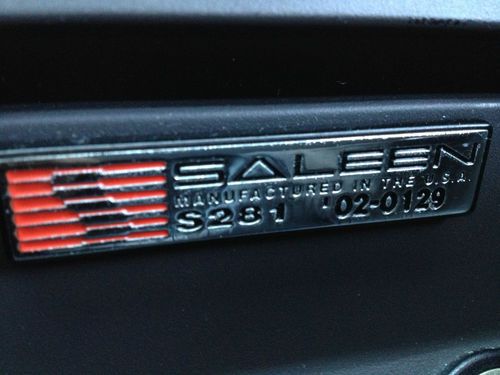 SALEEN
MANUFACTURED IN THE U.S.A.
S281 '02-0129